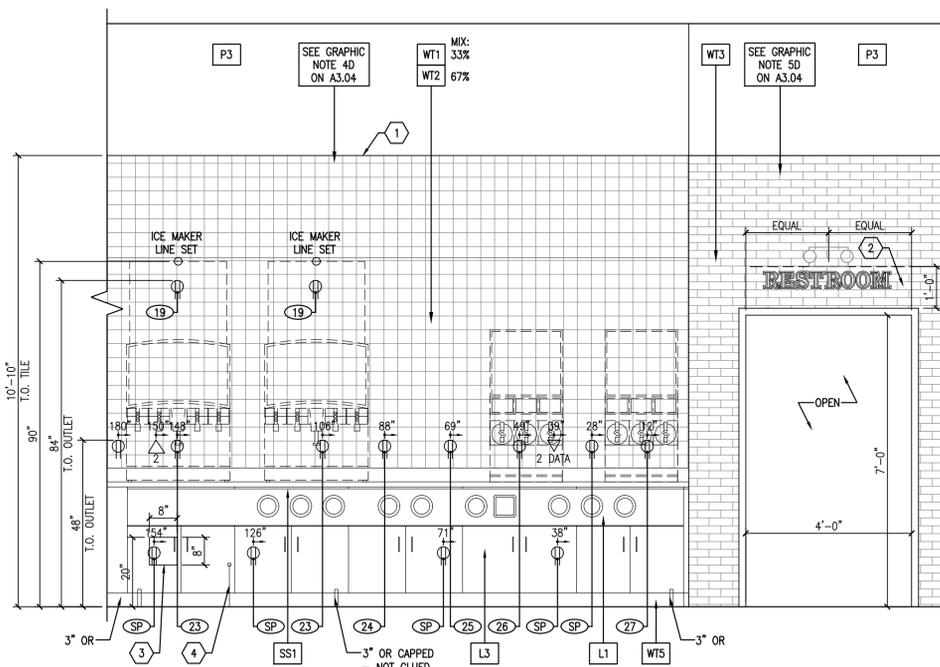 P3
SEE GRAPHIC
NOTE 4D
ON A3.04
WT1
WT2
MIX:
33%
67%
WT3
SEE GRAPHIC
NOTE 5D
ON A3.04
P3
1
ICE MAKER
LINE SET
ICE MAKER
LINE SET
EQUAL
EQUAL
2
RESTROOM
1'-0"
19
19
10'-10"
T.O. TILE
90"
84"
T.O. OUTLET
48"
T.O. OUTLET
OPEN
7'-0"
4'-0"
180"
150"
148"
106"
88"
69"
49"
39"
28"
12"
2
2 DATA
8"
154"
8"
126"
71"
38"
20"
3" OR
SP
23
SP
23
24
SP
25
26
SP
SP
27
3
4
SS1
3" OR CAPPED
L3
L1
WT5
3" OR
NOT GLUED